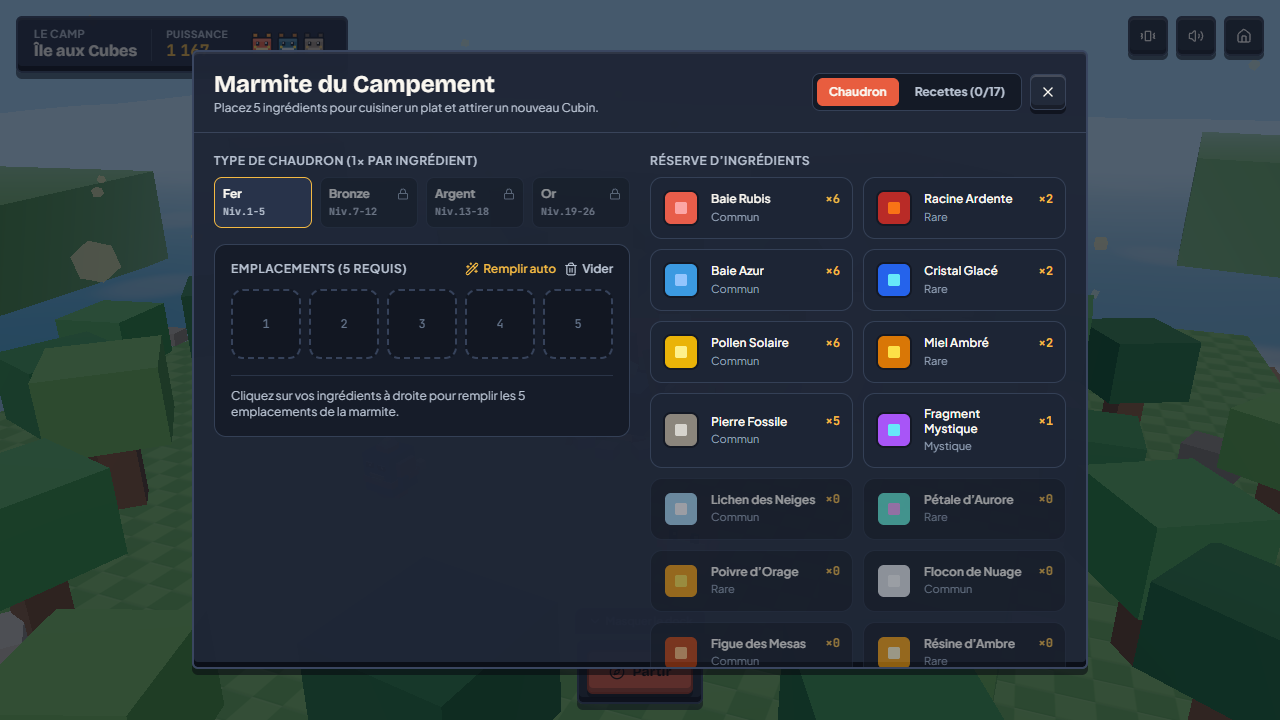 LE CAMP
Île aux Cubes
PUISSANCE
1 167
Marmite du Campement
Placez 5 ingrédients pour cuisiner un plat et attirer un nouveau Cubin.
Chaudron
Recettes (0/17)
TYPE DE CHAUDRON (1× PAR INGRÉDIENT)
Fer
Niv.1-5
Bronze
Niv.7-12
Argent
Niv.13-18
Or
Niv.19-26
EMPLACEMENTS (5 REQUIS)
Remplir auto
Vider
1
2
3
4
5
Cliquez sur vos ingrédients à droite pour remplir les 5
emplacements de la marmite.
RÉSERVE D'INGRÉDIENTS
Baie Rubis
×6
Commun
Racine Ardente
×2
Rare
Baie Azur
×6
Commun
Cristal Glacé
×2
Rare
Pollen Solaire
×6
Commun
Miel Ambré
×2
Rare
Pierre Fossile
×5
Commun
Fragment
Mystique
×1
Mystique
Lichen des Neiges
×0
Commun
Pétale d'Aurore
×0
Rare
Poivre d'Orage
×0
Rare
Flocon de Nuage
×0
Commun
Figue des Mesas
×0
Commun
Résine d'Ambre
×0
Rare
Partir